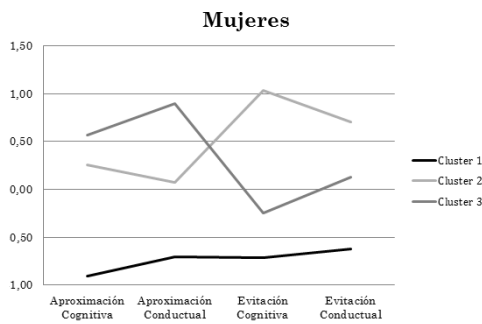 Mujeres
1,50
1,00
0,50
0,00
0,50
1,00
Aproximación
Cognitiva
Aproximación
Conductual
Evitación
Cognitiva
Evitación
Conductual
Cluster 1
Cluster 2
Cluster 3